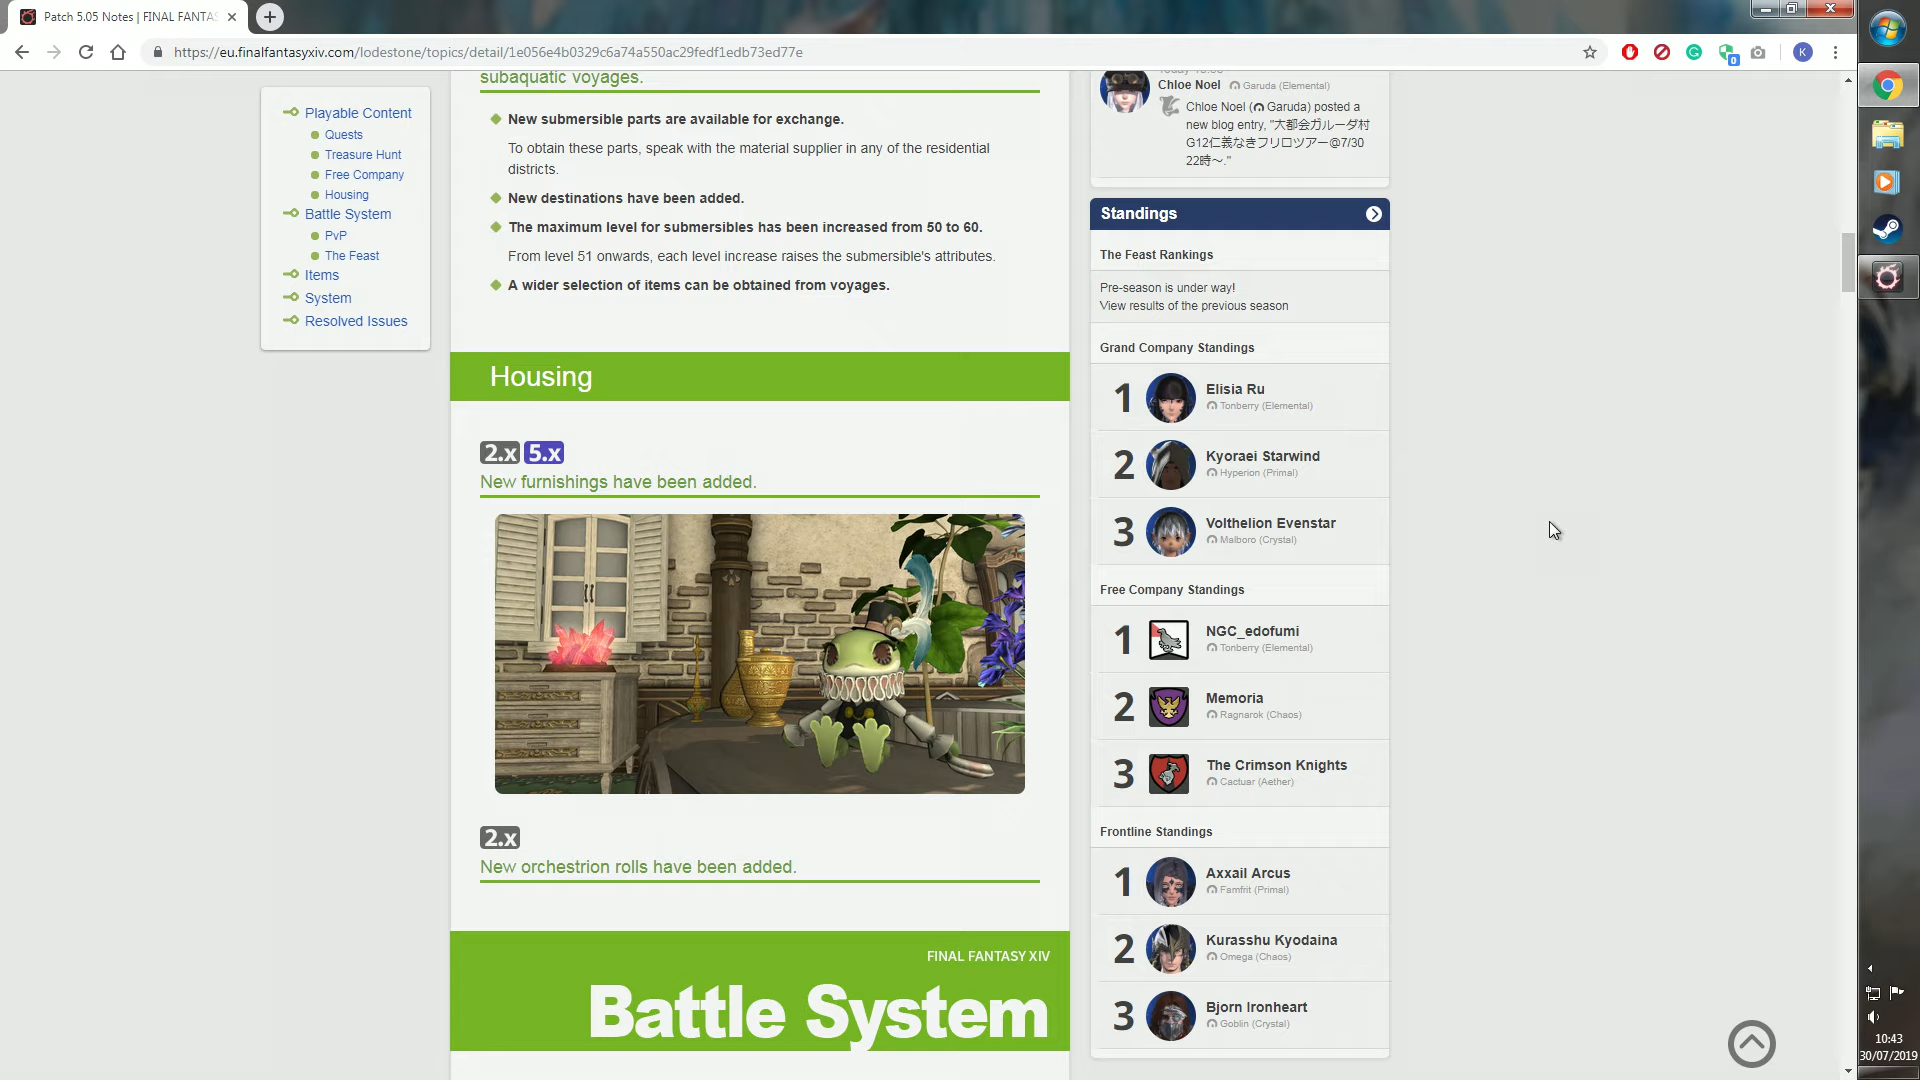 Patch 5.05 Notes | FINAL FANTAS
https://eu.finalfantasyxiv.com/lodestone/topics/detail/1e056e4b0329c6a74a550ac29fedf1edb73ed77e
0
K
Playable Content
Quests
Treasure Hunt
Free Company
Housing
Battle System
PvP
The Feast
Items
System
Resolved Issues
subaquatic voyages.
New submersible parts are available for exchange.
To obtain these parts, speak with the material supplier in any of the residential
districts.
New destinations have been added.
The maximum level for submersibles has been increased from 50 to 60.
From level 51 onwards, each level increase raises the submersible's attributes.
A wider selection of items can be obtained from voyages.
Housing
2.x 5.x
New furnishings have been added.
2.x
New orchestrion rolls have been added.
FINAL FANTASY XIV
Battle System
Chloe Noel Garuda (Elemental)
Chloe Noel (Garuda) posted a
new blog entry, "大都会ガルーダ村
G12仁義なきフリロツアー@7/30
22時～."
Standings
The Feast Rankings
Pre-season is under way!
View results of the previous season
Grand Company Standings
1 Elisia Ru
Tonberry (Elemental)
2 Kyoraei Starwind
Hyperion (Primal)
3 Volthelion Evenstar
Malboro (Crystal)
Free Company Standings
1 NGC_edofumi
Tonberry (Elemental)
2 Memoria
Ragnarok (Chaos)
3 The Crimson Knights
Cactuar (Aether)
Frontline Standings
1 Axxail Arcus
Famfrit (Primal)
2 Kurasshu Kyodaina
Omega (Chaos)
3 Bjorn Ironheart
Goblin (Crystal)
10:43
30/07/2019